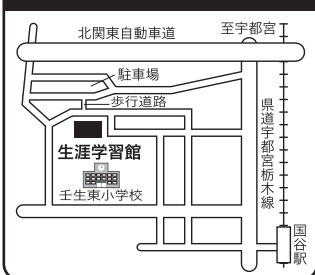 北関東自動車道
至宇都宮
駐車場
歩行道路
県道宇都宮栃木線
生涯学習館
壬生東小学校
国谷駅